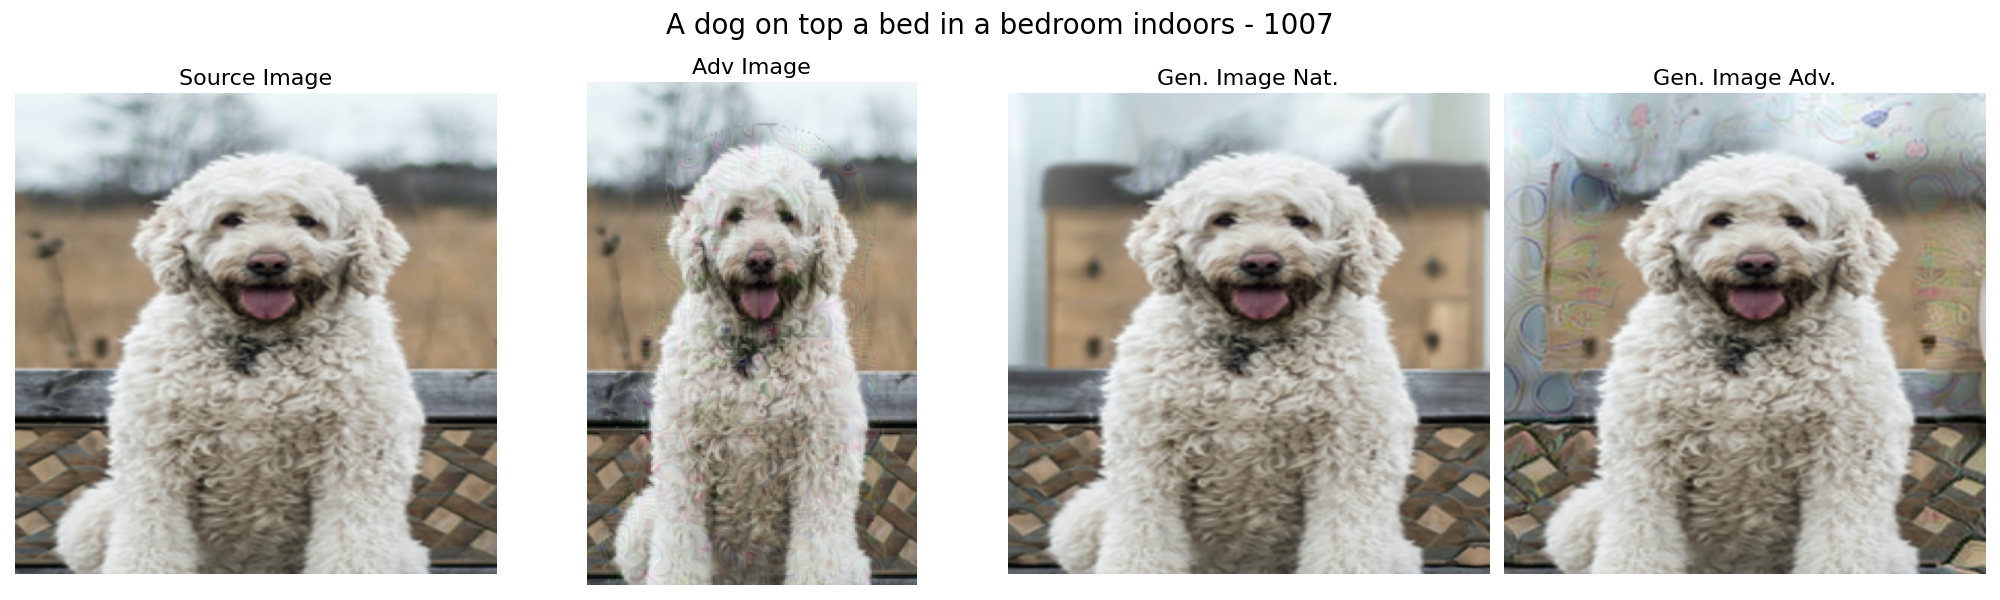 A dog on top a bed in a bedroom indoors - 1007
Source Image
Adv Image
Gen. Image Nat.
Gen. Image Adv.